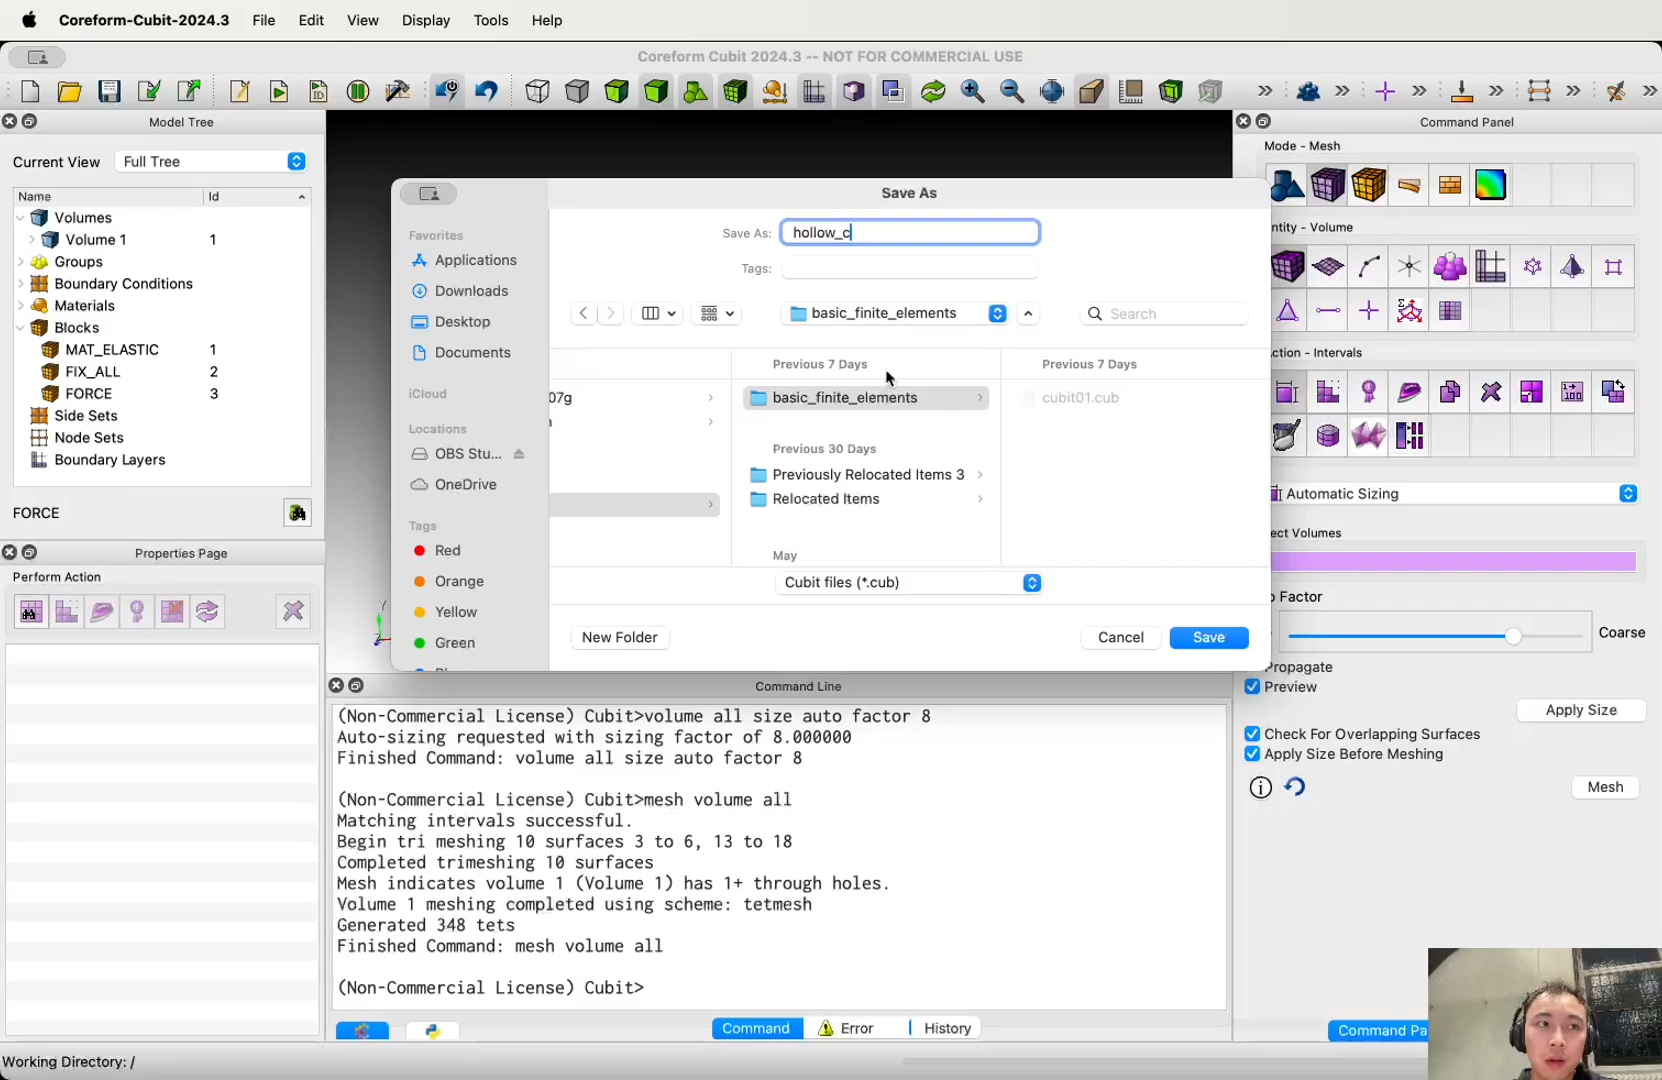 Coreform-Cubit-2024.3 File Edit View Display Tools Help
Coreform Cubit 2024.3 -- NOT FOR COMMERCIAL USE
Model Tree
Current View Full Tree
Name Id
Volumes
Volume 1 1
Groups
Boundary Conditions
Materials
Blocks
MAT_ELASTIC 1
FIX_ALL 2
FORCE 3
Side Sets
Node Sets
Boundary Layers
FORCE
Properties Page
Perform Action
Working Directory: /
Save As
Save As: hollow_c
Tags:
basic_finite_elements
Search
Favorites
Applications
Downloads
Desktop
Documents
iCloud
Locations
OBS Stu...
OneDrive
Tags
Red
Orange
Yellow
Green
07g
Previous 7 Days
basic_finite_elements
Previous 30 Days
Previously Relocated Items 3
Relocated Items
May
Previous 7 Days
cubit01.cub
Cubit files (*.cub)
New Folder Cancel Save
Command Line
(Non-Commercial License) Cubit>volume all size auto factor 8
Auto-sizing requested with sizing factor of 8.000000
Finished Command: volume all size auto factor 8
(Non-Commercial License) Cubit>mesh volume all
Matching intervals successful.
Begin tri meshing 10 surfaces 3 to 6, 13 to 18
Completed trimeshing 10 surfaces
Mesh indicates volume 1 (Volume 1) has 1+ through holes.
Volume 1 meshing completed using scheme: tetmesh
Generated 348 tets
Finished Command: mesh volume all
(Non-Commercial License) Cubit>
Command Error History
Command Panel
Mode - Mesh
ntity - Volume
ction - Intervals
Automatic Sizing
ect Volumes
o Factor
Coarse
Propagate
Preview
Apply Size
Check For Overlapping Surfaces
Apply Size Before Meshing
Mesh
Command Pa